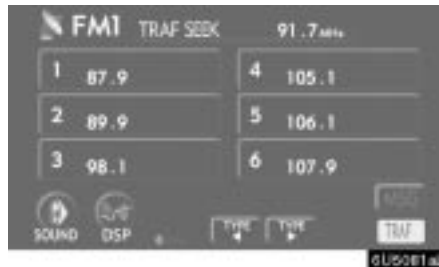 FM1 TRAF SEEK 91.7 MHz
1 87.9 4 105.1
2 89.9 5 106.1
3 98.1 6 107.9
MSG
SOUND DSP TYPE TYPE TRAF